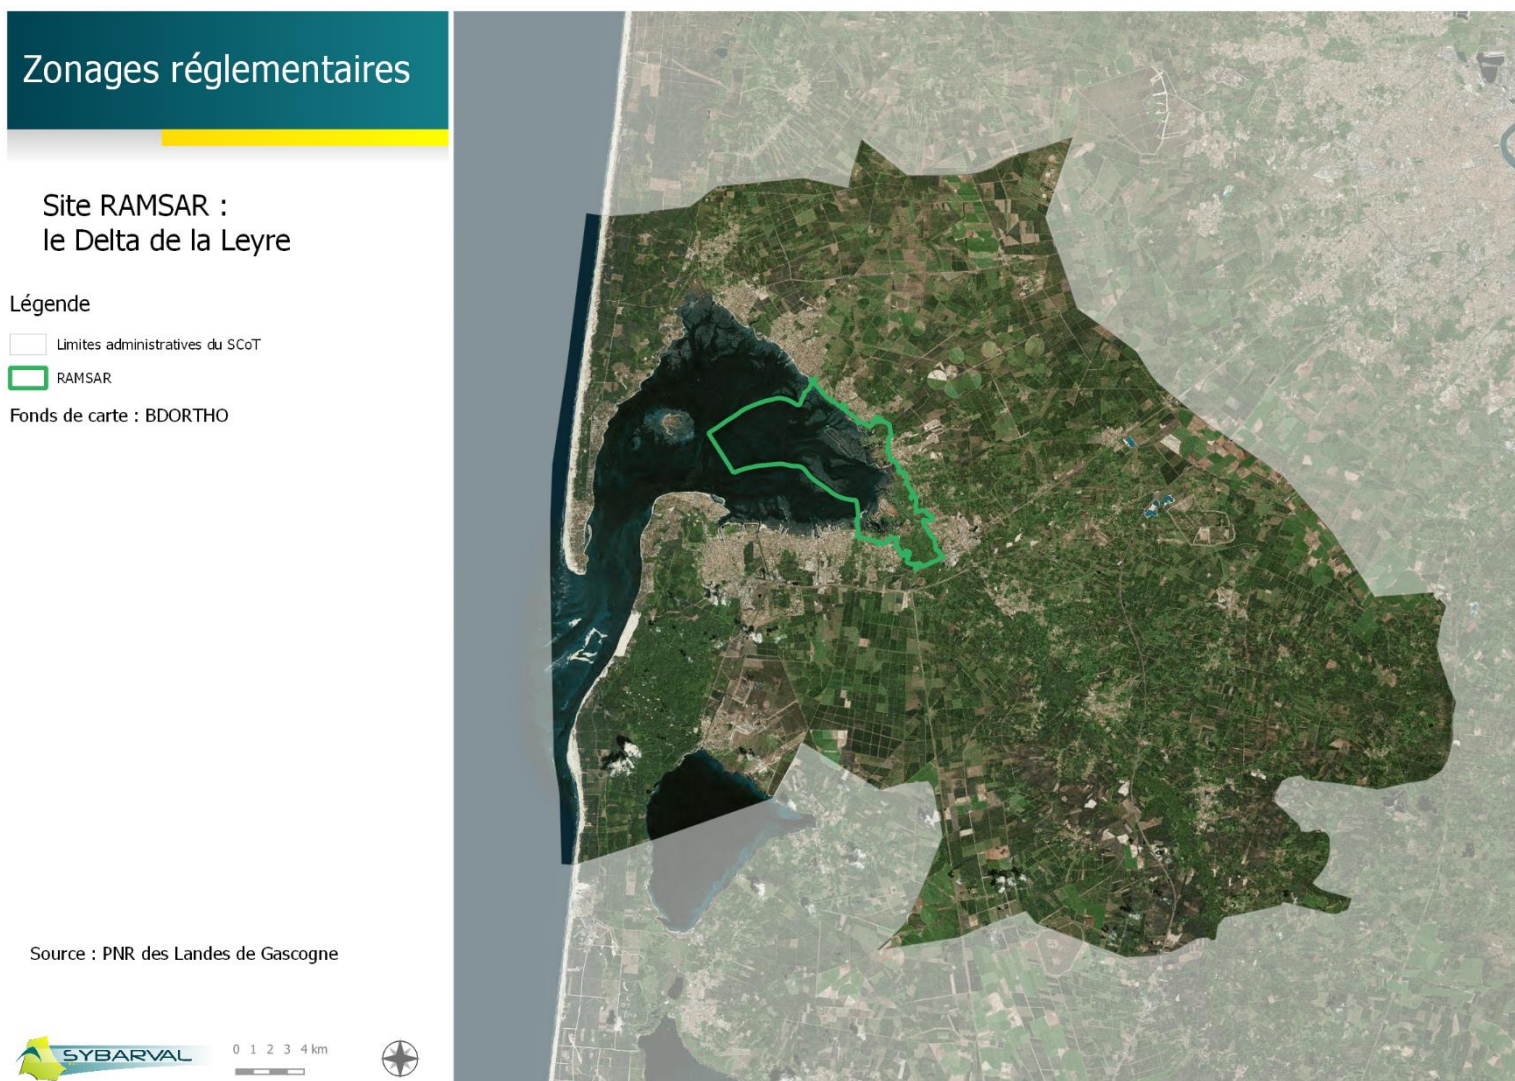 Zonages réglementaires
Site RAMSAR :
le Delta de la Leyre
Légende
Limites administratives du SCoT
RAMSAR
Fonds de carte : BDORTHO
Source : PNR des Landes de Gascogne
SYBARVAL
0 1 2 3 4 km